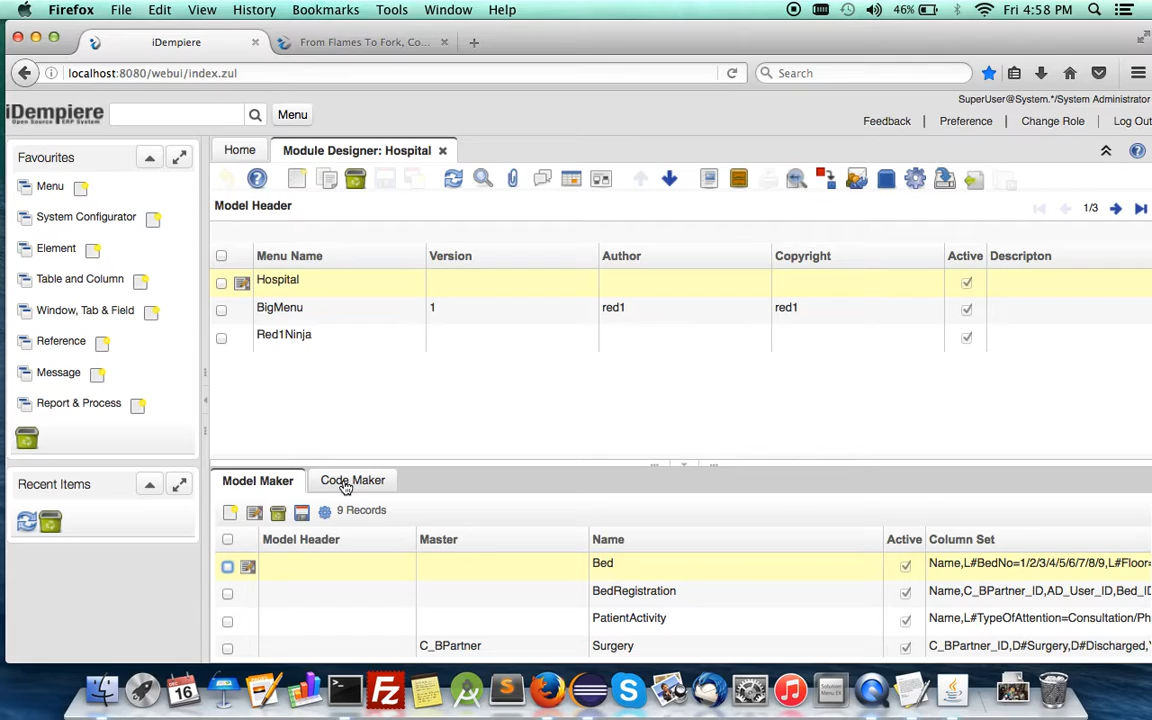 Firefox File Edit View History Bookmarks Tools Window Help 46% Fri 4:58 PM
iDempiere From Flames To Fork, Co...
localhost:8080/webui/index.zul Search
iDempiere Menu SuperUser@System.*/System Administrator
Open Source ERP System
Feedback Preference Change Role Log Out
Favourites Home Module Designer: Hospital
Menu
System Configurator
Element
Table and Column
Window, Tab & Field
Reference
Message
Report & Process
Recent Items
Model Header 1/3
Menu Name Version Author Copyright Active Descripton
Hospital
BigMenu 1 red1 red1
Red1Ninja
Model Maker Code Maker
9 Records
Model Header Master Name Active Column Set
Bed Name,L#BedNo=1/2/3/4/5/6/7/8/9,L#Floor=
BedRegistration Name,C_BPartner_ID,AD_User_ID,Bed_ID
PatientActivity Name,L#TypeOfAttention=Consultation/Ph
C_BPartner Surgery C_BPartner_ID,D#Surgery,D#Discharged,